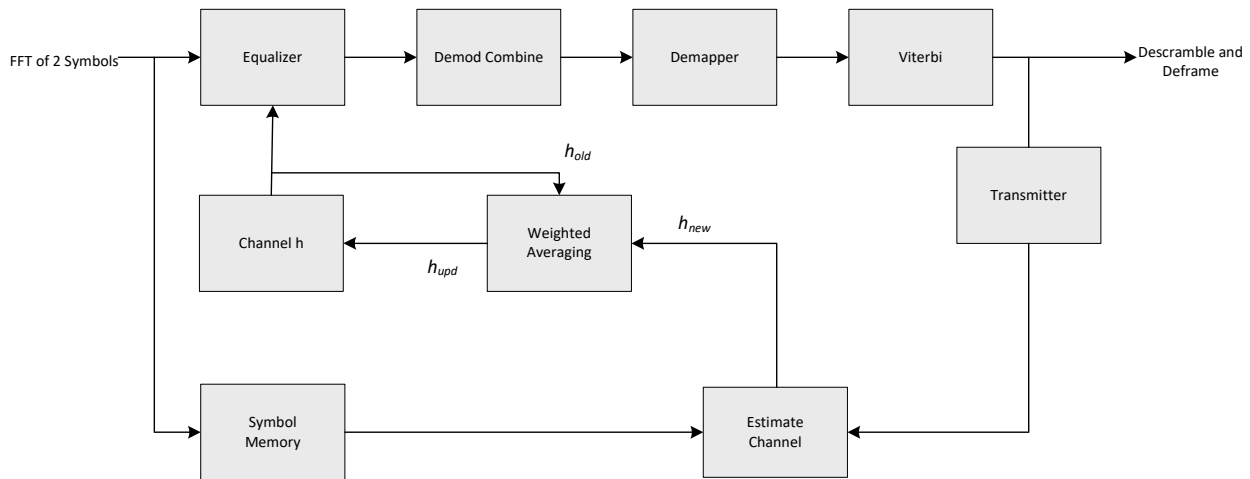 FFT of 2 Symbols
Equalizer
Demod Combine
Demapper
Viterbi
Descramble and
Deframe
h_old
Transmitter
Channel h
Weighted
Averaging
h_new
h_upd
Symbol
Memory
Estimate
Channel